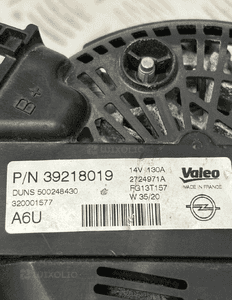 B+
P/N 39218019
DUNS 500248430
320001577
A6U
14V 130A
2724971A
FG13T157
W 35/20
Valeo
MADE IN FRANCE